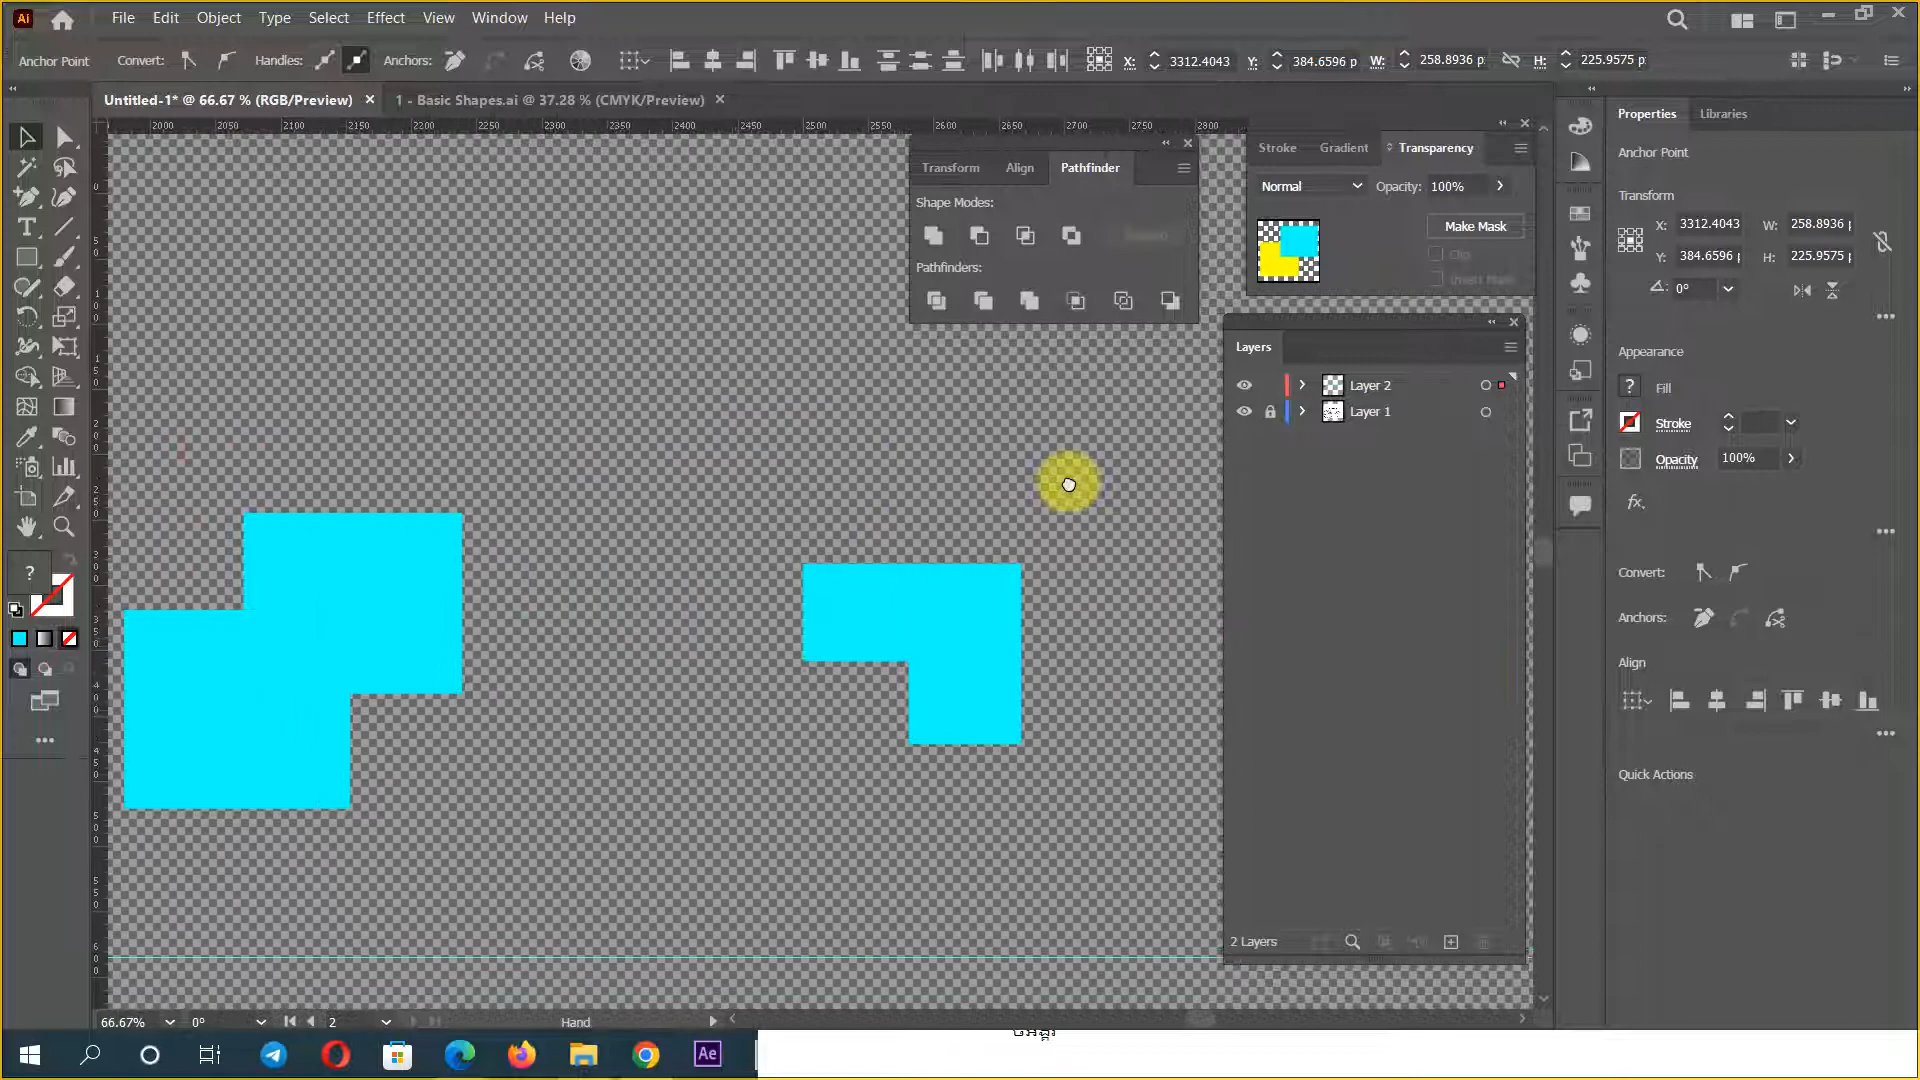 Ai File Edit Object Type Select Effect View Window Help
Anchor Point Convert: Handles: Anchors: X: 3312.4043 Y: 384.6596 p W: 258.8936 p H: 225.9575 p
Untitled-1* @ 66.67 % (RGB/Preview) × 1 - Basic Shapes.ai @ 37.28 % (CMYK/Preview) ×
2000 2050 2100 2150 2200 2250 2300 2350 2400 2450 2500 2550 2600 2650 2700 2750 2800
Transform Align Pathfinder
Shape Modes:
Pathfinders:
Stroke Gradient Transparency
Normal Opacity: 100%
Make Mask
Clip
Invert Mask
Layers
Layer 2
Layer 1
2 Layers
Properties Libraries
Anchor Point
Transform
X: 3312.4043 W: 258.8936
Y: 384.6596 p H: 225.9575
0°
Appearance
? Fill
Stroke
Opacity 100%
fx
Convert:
Anchors:
Align
Quick Actions
?
66.67% 0° 2 Hand
Ae